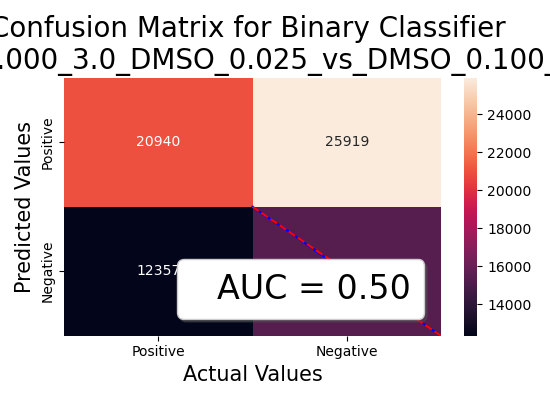 Confusion Matrix for Binary Classifier
.000_3.0_DMSO_0.025_vs_DMSO_0.100_
Predicted Values
Positive
Negative
20940
25919
12357
AUC = 0.50
Positive
Negative
Actual Values
24000
22000
20000
18000
16000
14000